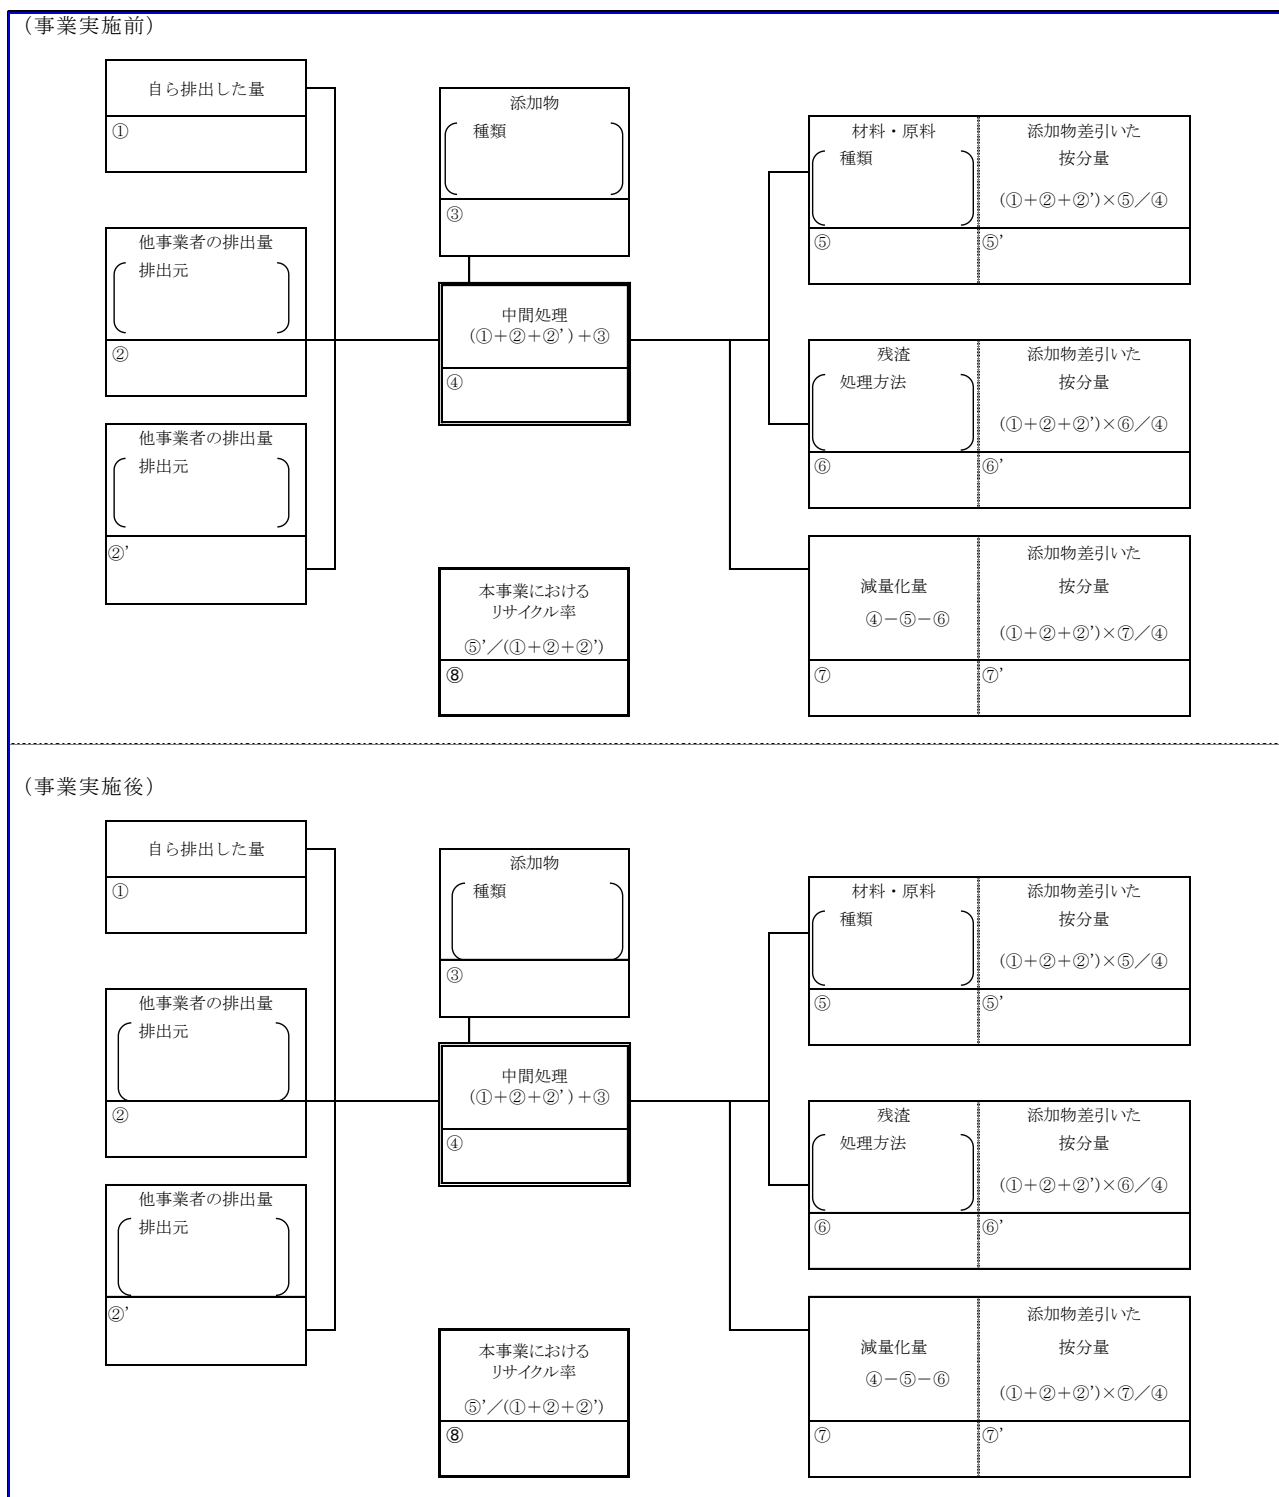 （事業実施前）
自ら排出した量
①
他事業者の排出量
排出元
②
他事業者の排出量
排出元
②’
添加物
種類
③
中間処理
(①＋②＋②’)＋③
④
本事業における
リサイクル率
⑤’／(①＋②＋②’)
⑧
材料・原料
種類
⑤
添加物差引いた
按分量
(①＋②＋②’)×⑤／④
⑤’
残渣
処理方法
⑥
添加物差引いた
按分量
(①＋②＋②’)×⑥／④
⑥’
減量化量
④－⑤－⑥
⑦
添加物差引いた
按分量
(①＋②＋②’)×⑦／④
⑦’
（事業実施後）
自ら排出した量
①
他事業者の排出量
排出元
②
他事業者の排出量
排出元
②’
添加物
種類
③
中間処理
(①＋②＋②’)＋③
④
本事業における
リサイクル率
⑤’／(①＋②＋②’)
⑧
材料・原料
種類
⑤
添加物差引いた
按分量
(①＋②＋②’)×⑤／④
⑤’
残渣
処理方法
⑥
添加物差引いた
按分量
(①＋②＋②’)×⑥／④
⑥’
減量化量
④－⑤－⑥
⑦
添加物差引いた
按分量
(①＋②＋②’)×⑦／④
⑦’